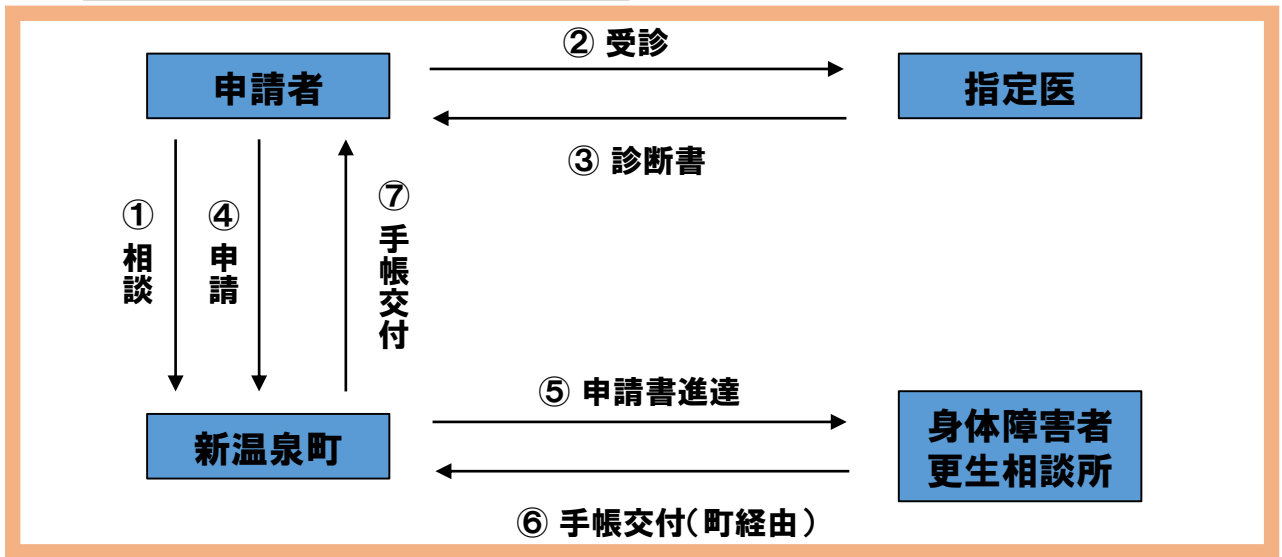 ② 受診
申請者
指定医
③ 診断書
① 相談
④ 申請
⑦ 手帳交付
⑤ 申請書進達
新温泉町
身体障害者
更生相談所
⑥ 手帳交付(町経由)